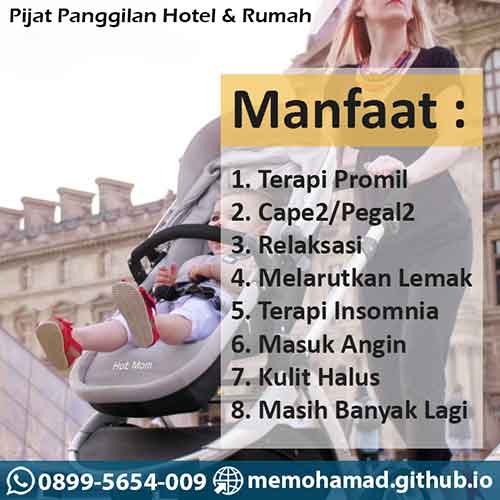 Pijat Panggilan Hotel & Rumah
Manfaat :
1. Terapi Promil
2. Cape2/Pegal2
3. Relaksasi
4. Melarutkan Lemak
5. Terapi Insomnia
6. Masuk Angin
7. Kulit Halus
8. Masih Banyak Lagi
Hot Mom
0899-5654-009 memohamad.github.io